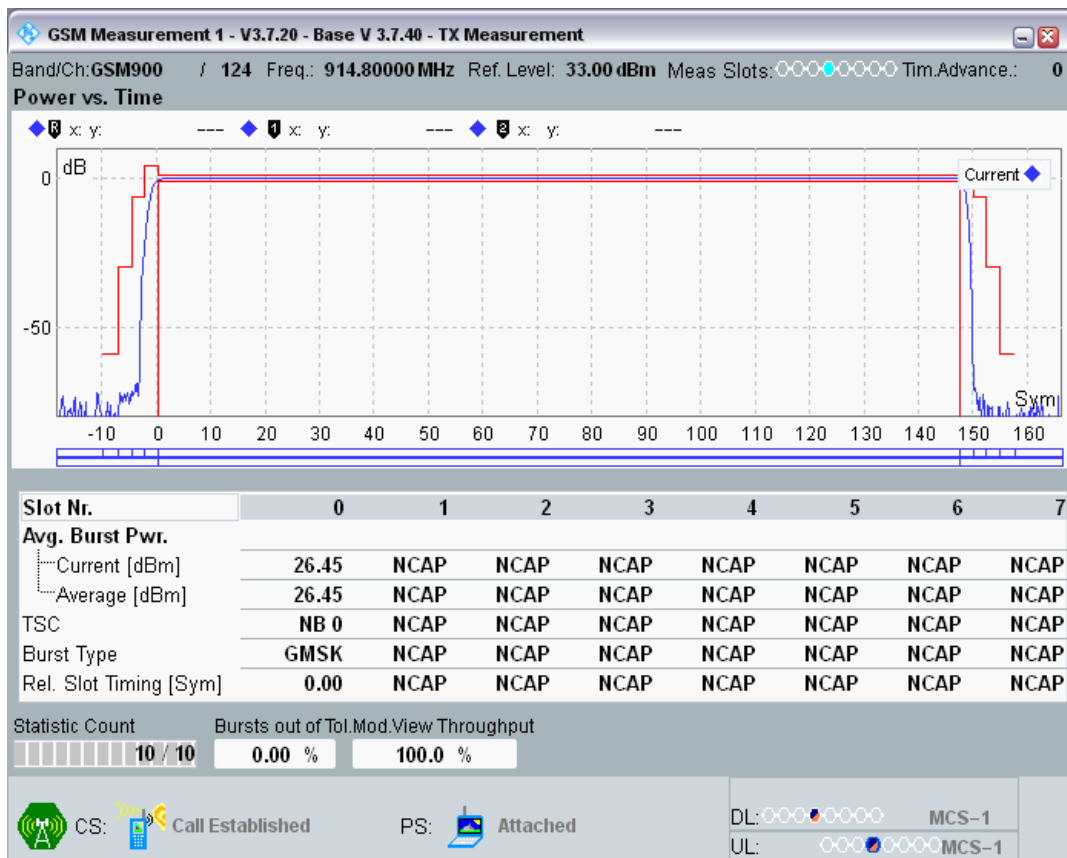 GSM Measurement 1 - V3.7.20 - Base V 3.7.40 - TX Measurement
Band/Ch:GSM900 / 124 Freq.: 914.80000 MHz Ref. Level: 33.00 dBm Meas Slots: Tim.Advance.: 0
Power vs. Time
R x: y: --- 1 x: y: --- 2 x: y: ---
dB
Current
0
-50
Sym
-10 0 10 20 30 40 50 60 70 80 90 100 110 120 130 140 150 160
Slot Nr. 0 1 2 3 4 5 6 7
Avg. Burst Pwr.
Current [dBm] 26.45 NCAP NCAP NCAP NCAP NCAP NCAP NCAP
Average [dBm] 26.45 NCAP NCAP NCAP NCAP NCAP NCAP NCAP
TSC NB 0 NCAP NCAP NCAP NCAP NCAP NCAP NCAP
Burst Type GMSK NCAP NCAP NCAP NCAP NCAP NCAP NCAP
Rel. Slot Timing [Sym] 0.00 NCAP NCAP NCAP NCAP NCAP NCAP NCAP
Statistic Count Bursts out of Tol.Mod.View Throughput
10 / 10 0.00 % 100.0 %
CS: Call Established PS: Attached
DL: MCS-1
UL: MCS-1